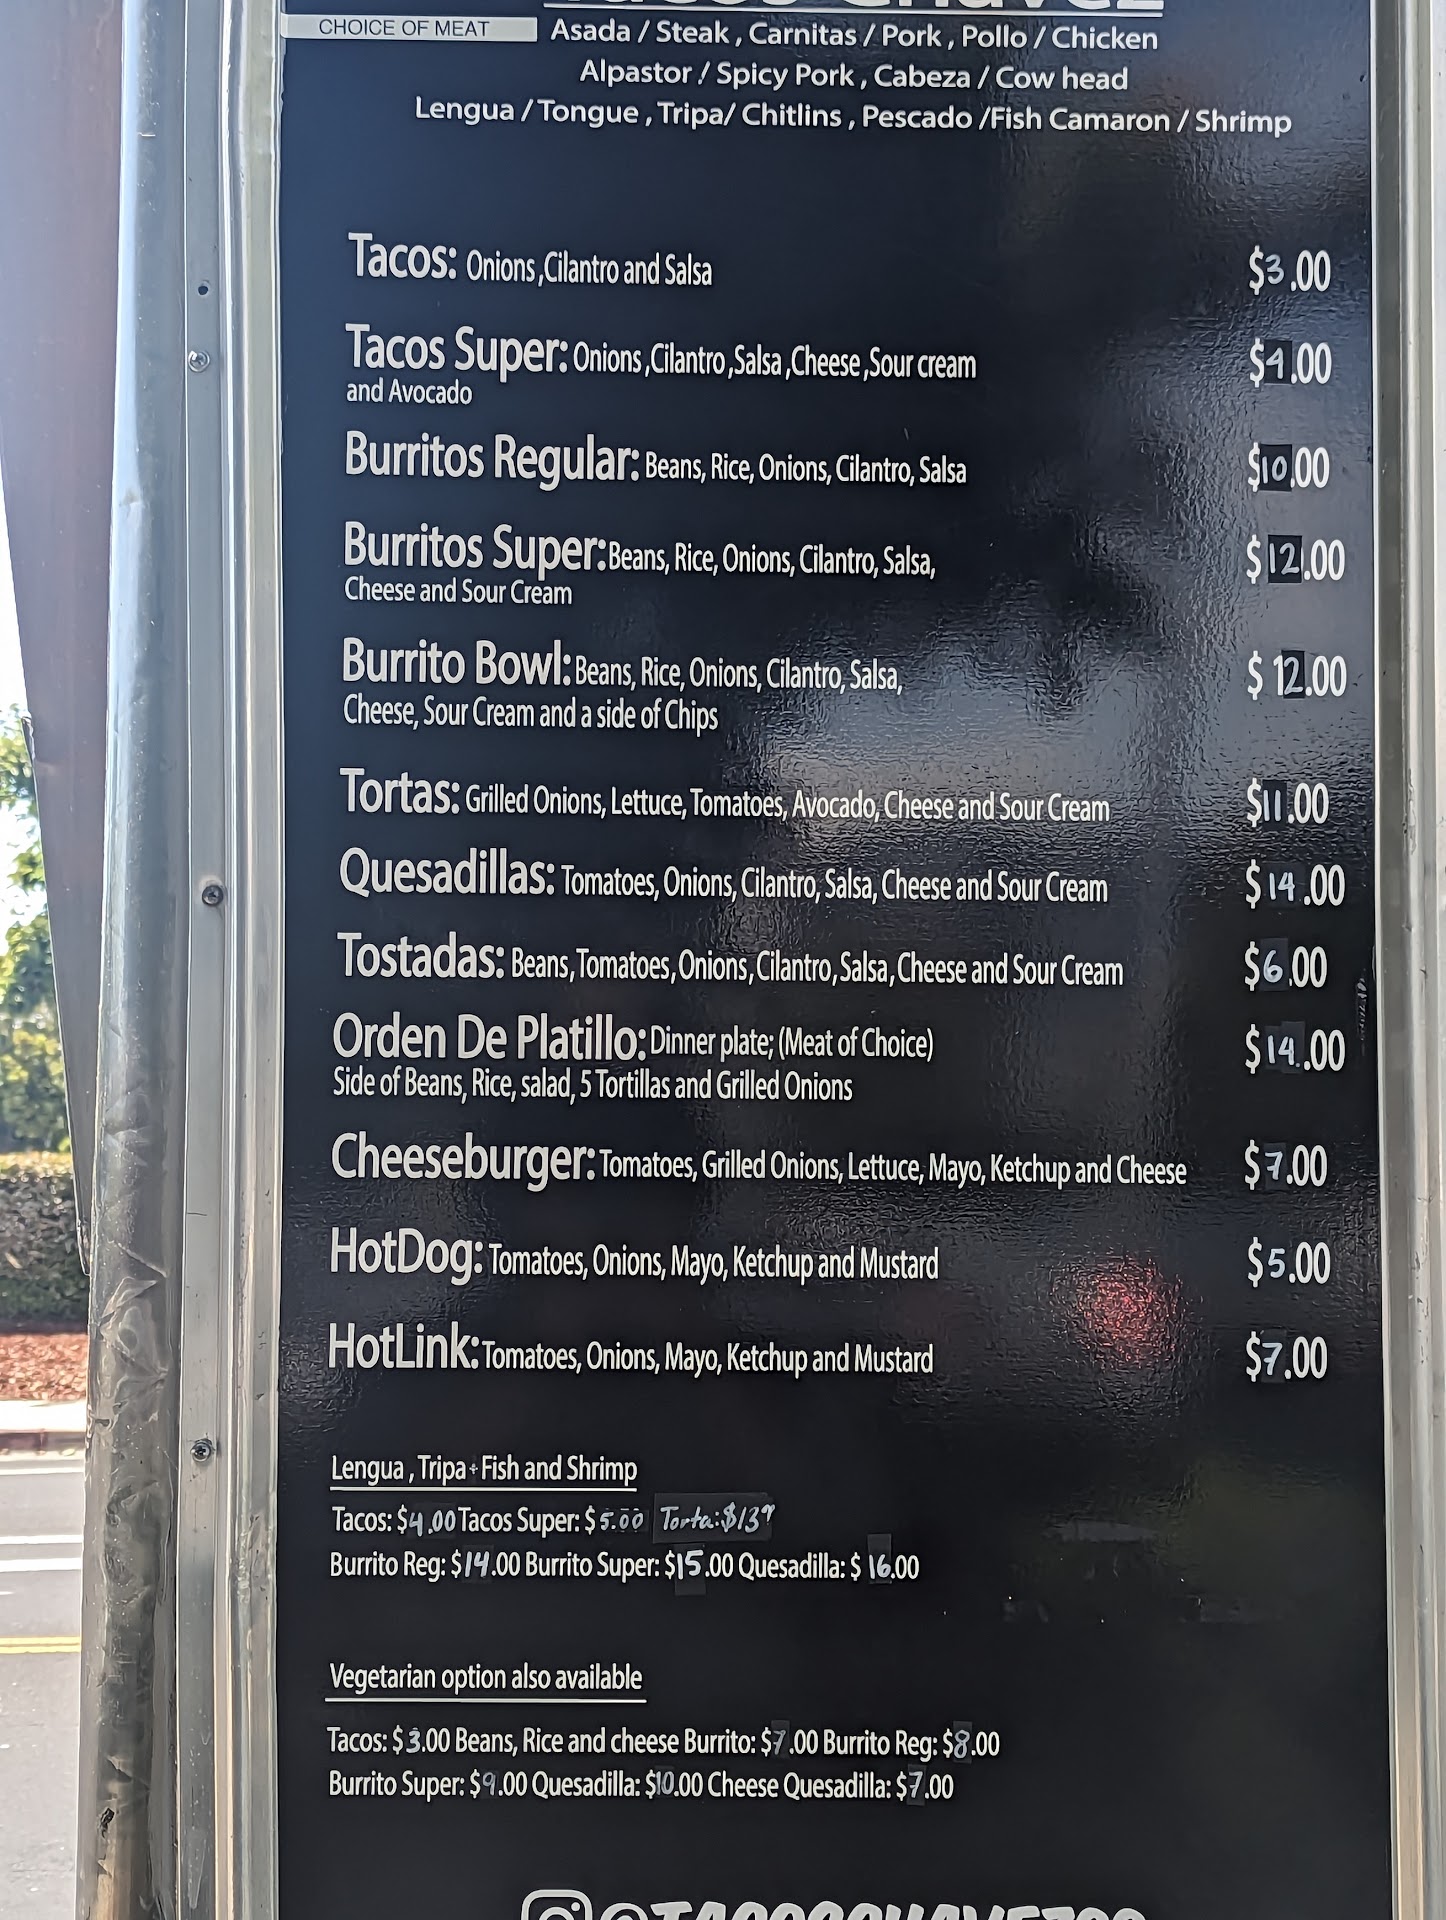 Tacos Chavez
CHOICE OF MEAT
Asada / Steak , Carnitas / Pork , Pollo / Chicken
Alpastor / Spicy Pork , Cabeza / Cow head
Lengua / Tongue , Tripa/ Chitlins , Pescado /Fish Camaron / Shrimp
Tacos: Onions ,Cilantro and Salsa $3.00
Tacos Super: Onions ,Cilantro ,Salsa ,Cheese ,Sour cream $4.00
and Avocado
Burritos Regular: Beans, Rice, Onions, Cilantro, Salsa $10.00
Burritos Super: Beans, Rice, Onions, Cilantro, Salsa, $12.00
Cheese and Sour Cream
Burrito Bowl: Beans, Rice, Onions, Cilantro, Salsa, $12.00
Cheese, Sour Cream and a side of Chips
Tortas: Grilled Onions, Lettuce, Tomatoes, Avocado, Cheese and Sour Cream $11.00
Quesadillas: Tomatoes, Onions, Cilantro, Salsa, Cheese and Sour Cream $14.00
Tostadas: Beans, Tomatoes, Onions, Cilantro, Salsa, Cheese and Sour Cream $6.00
Orden De Platillo: Dinner plate; (Meat of Choice) $14.00
Side of Beans, Rice, salad, 5 Tortillas and Grilled Onions
Cheeseburger: Tomatoes, Grilled Onions, Lettuce, Mayo, Ketchup and Cheese $7.00
HotDog: Tomatoes, Onions, Mayo, Ketchup and Mustard $5.00
HotLink: Tomatoes, Onions, Mayo, Ketchup and Mustard $7.00
Lengua , Tripa + Fish and Shrimp
Tacos: $4.00 Tacos Super: $5.00 Torta: $13
Burrito Reg: $14.00 Burrito Super: $15.00 Quesadilla: $ 16.00
Vegetarian option also available
Tacos: $3.00 Beans, Rice and cheese Burrito: $7.00 Burrito Reg: $8.00
Burrito Super: $9.00 Quesadilla: $10.00 Cheese Quesadilla: $7.00